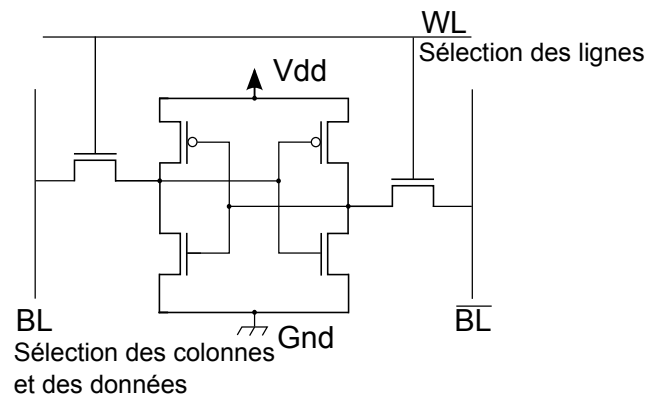 WL
Sélection des lignes
Vdd
BL
Gnd
BL
Sélection des colonnes
et des données